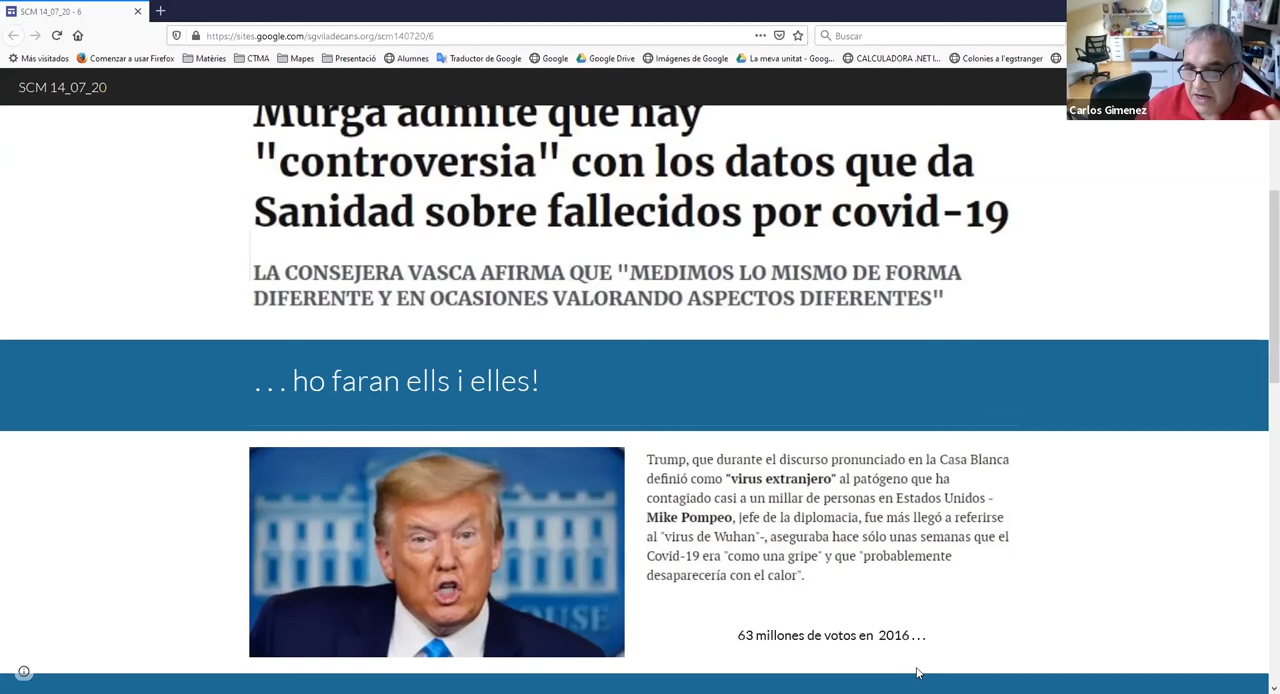 SCM 14_07_20 - 6
https://sites.google.com/sgviladecans.org/scm140720/6
Buscar
Más visitados
Comenzar a usar Firefox
Matèries
CTMA
Mapes
Presentació
Alumnes
Traductor de Google
Google
Google Drive
Imágenes de Google
La meva unitat - Goog...
CALCULADORA .NET I...
Colonies a l'egstranger
Carlos Gimenez
SCM 14_07_20
Murga admite que hay
"controversia" con los datos que da
Sanidad sobre fallecidos por covid-19
LA CONSEJERA VASCA AFIRMA QUE "MEDIMOS LO MISMO DE FORMA
DIFERENTE Y EN OCASIONES VALORANDO ASPECTOS DIFERENTES"
. . . ho faran ells i elles!
OUSE
Trump, que durante el discurso pronunciado en la Casa Blanca
definió como "virus extranjero" al patógeno que ha
contagiado casi a un millar de personas en Estados Unidos -
Mike Pompeo, jefe de la diplomacia, fue más llegó a referirse
al "virus de Wuhan"-, aseguraba hace sólo unas semanas que el
Covid-19 era "como una gripe" y que "probablemente
desaparecería con el calor".
63 millones de votos en 2016 . . .